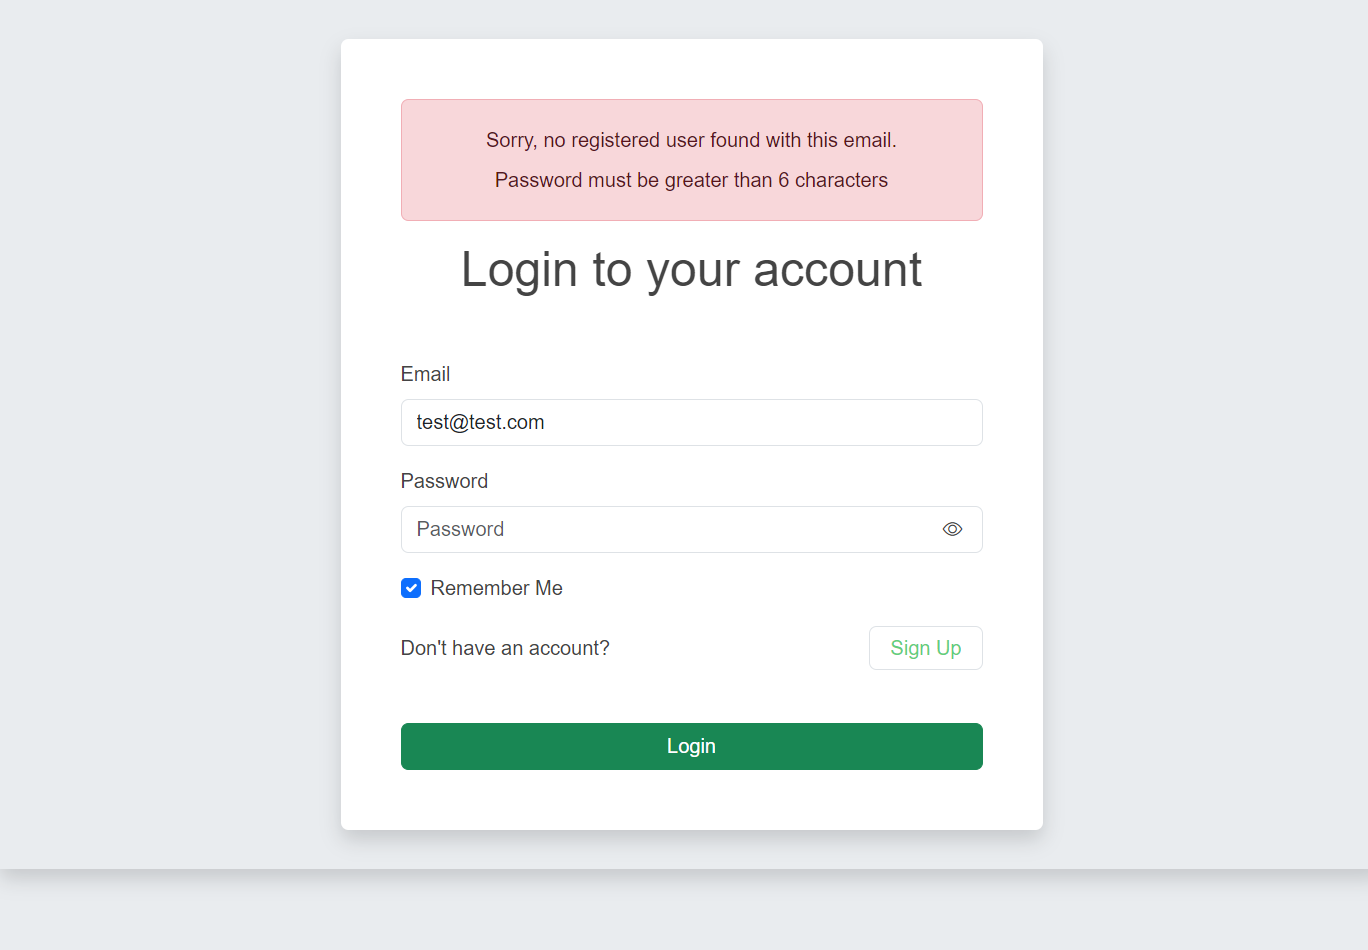 Sorry, no registered user found with this email.
Password must be greater than 6 characters
Login to your account
Email
test@test.com
Password
Password
Remember Me
Don't have an account?
Sign Up
Login